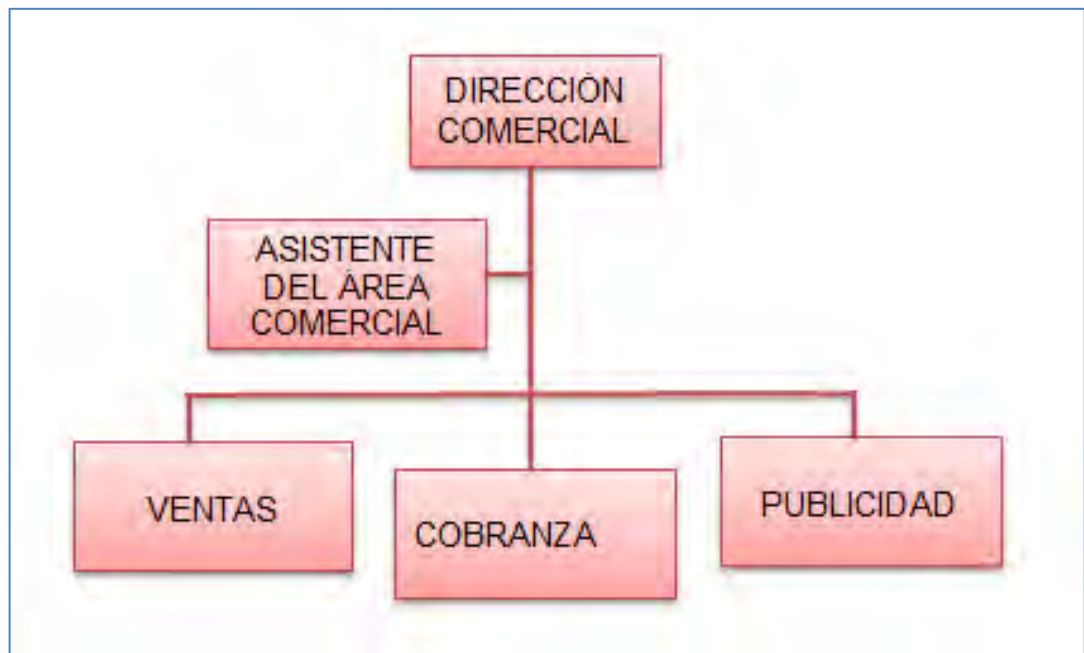 DIRECCIÓN
COMERCIAL
ASISTENTE
DEL ÁREA
COMERCIAL
VENTAS
COBRANZA
PUBLICIDAD